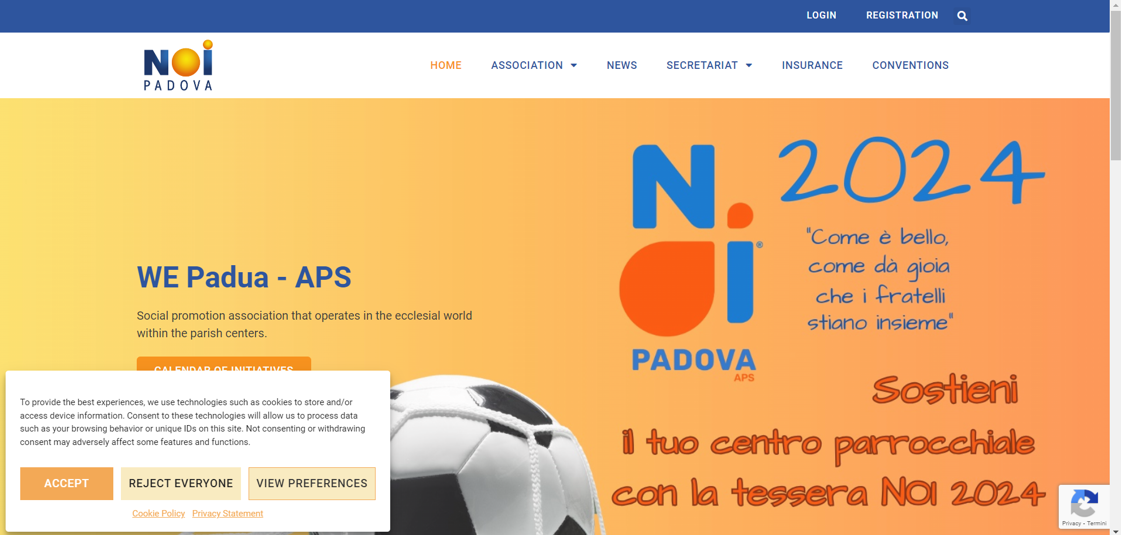 LOGIN REGISTRATION
NOI
PADOVA
HOME ASSOCIATION NEWS SECRETARIAT INSURANCE CONVENTIONS
NOI ®
PADOVA
APS
2024
"Come è bello,
come dà gioia
che i fratelli
stiano insieme"
WE Padua - APS
Social promotion association that operates in the ecclesial world
within the parish centers.
CALENDAR OF INITIATIVES
Sostieni
il tuo centro parrocchiale
con la tessera NOI 2024
To provide the best experiences, we use technologies such as cookies to store and/or
access device information. Consent to these technologies will allow us to process data
such as your browsing behavior or unique IDs on this site. Not consenting or withdrawing
consent may adversely affect some features and functions.
ACCEPT REJECT EVERYONE VIEW PREFERENCES
Cookie Policy Privacy Statement
Privacy - Termini